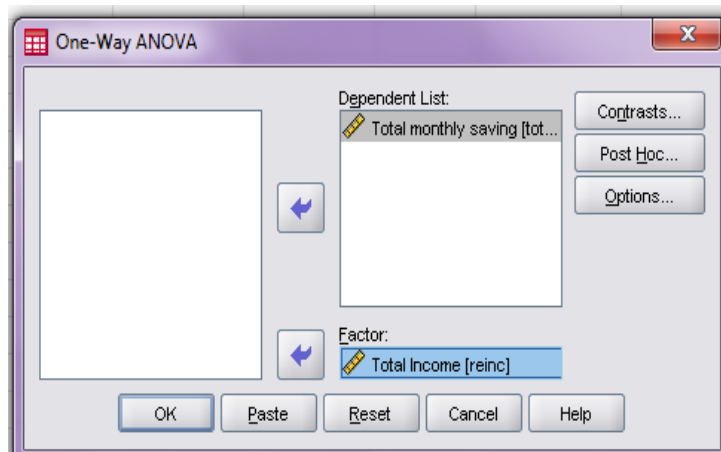 One-Way ANOVA
Dependent List:
Total monthly saving [tot...
Contrasts...
Post Hoc...
Options...
Factor:
Total Income [reinc]
OK
Paste
Reset
Cancel
Help